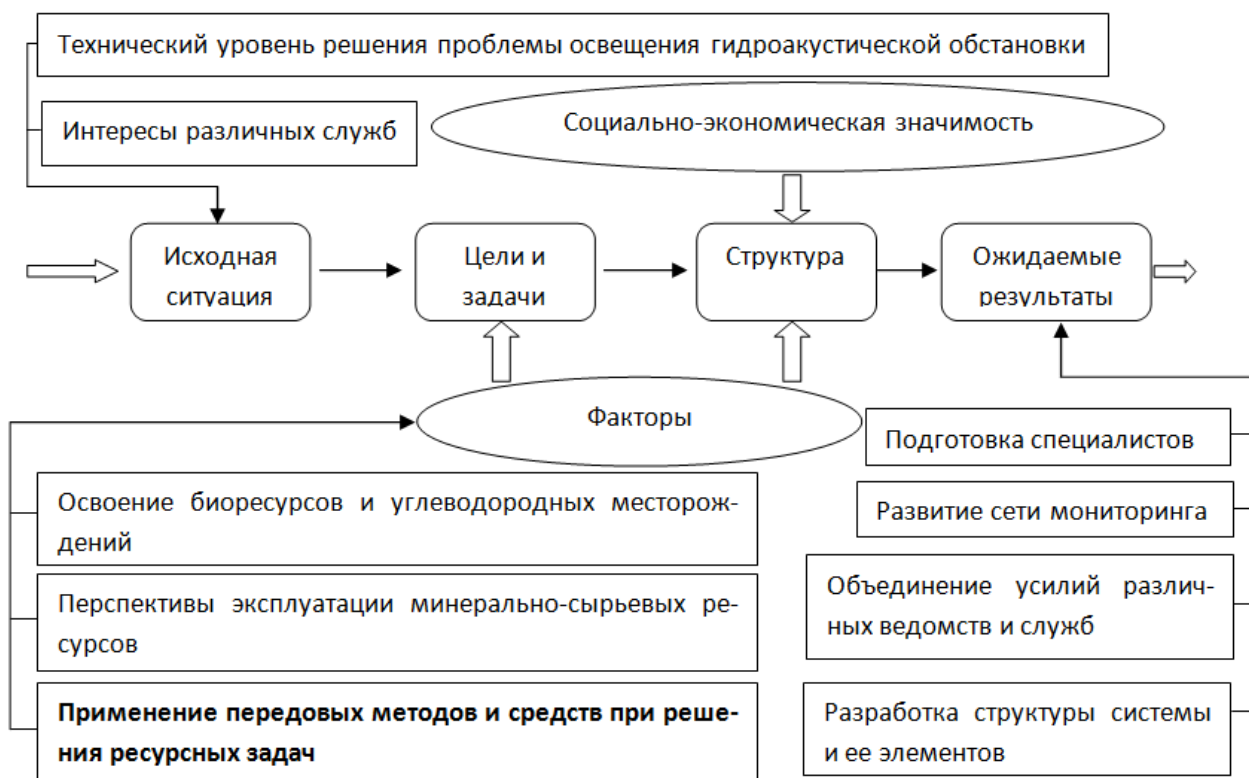 Технический уровень решения проблемы освещения гидроакустической обстановки
Интересы различных служб
Социально-экономическая значимость
Исходная
ситуация
Цели и
задачи
Структура
Ожидаемые
результаты
Факторы
Освоение биоресурсов и углеводородных месторож-
дений
Перспективы эксплуатации минерально-сырьевых ре-
сурсов
Применение передовых методов и средств при реше-
ния ресурсных задач
Подготовка специалистов
Развитие сети мониторинга
Объединение усилий различ-
ных ведомств и служб
Разработка структуры системы
и ее элементов